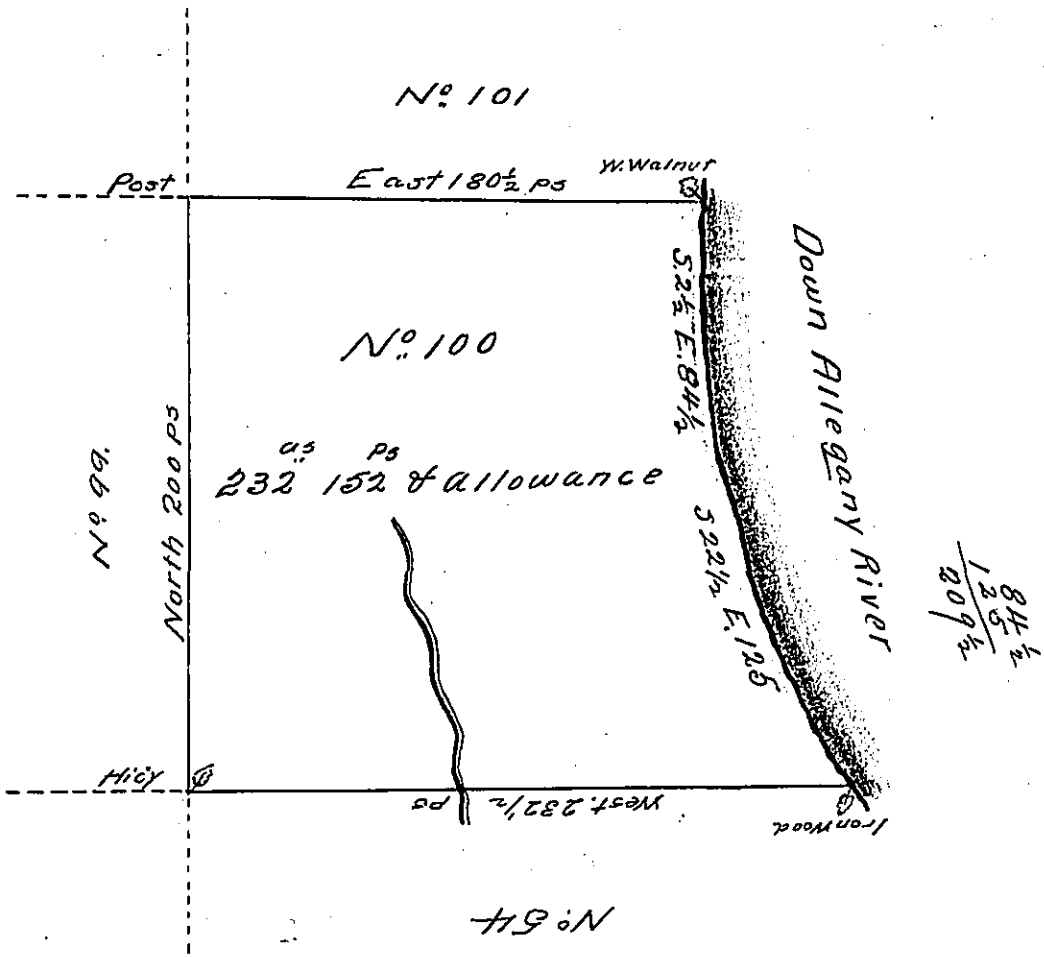 Nº 101
Post
East 180½ ps
W. Walnut
Down Allegany River
S. 2½ E. 84½
Nº 100
as ps
232 152 & allowance
Nº 99.
North 200 ps
S 22½ E. 125
84½
125
209½
Hicy
West. 232½
ps
Iron Wood
Nº 54